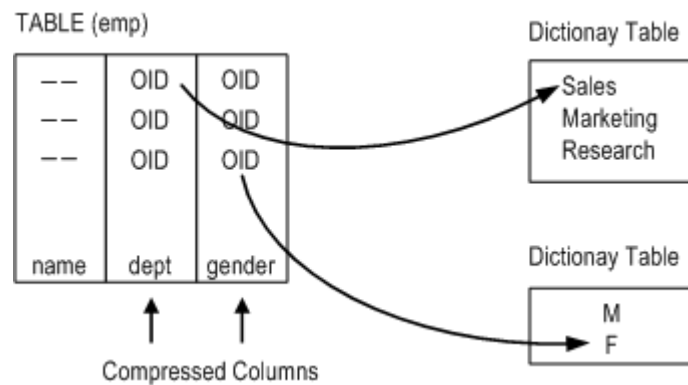 TABLE (emp)
-- OID OID
-- OID OID
-- OID OID
name dept gender
Compressed Columns
Dictionay Table
Sales
Marketing
Research
Dictionay Table
M
F